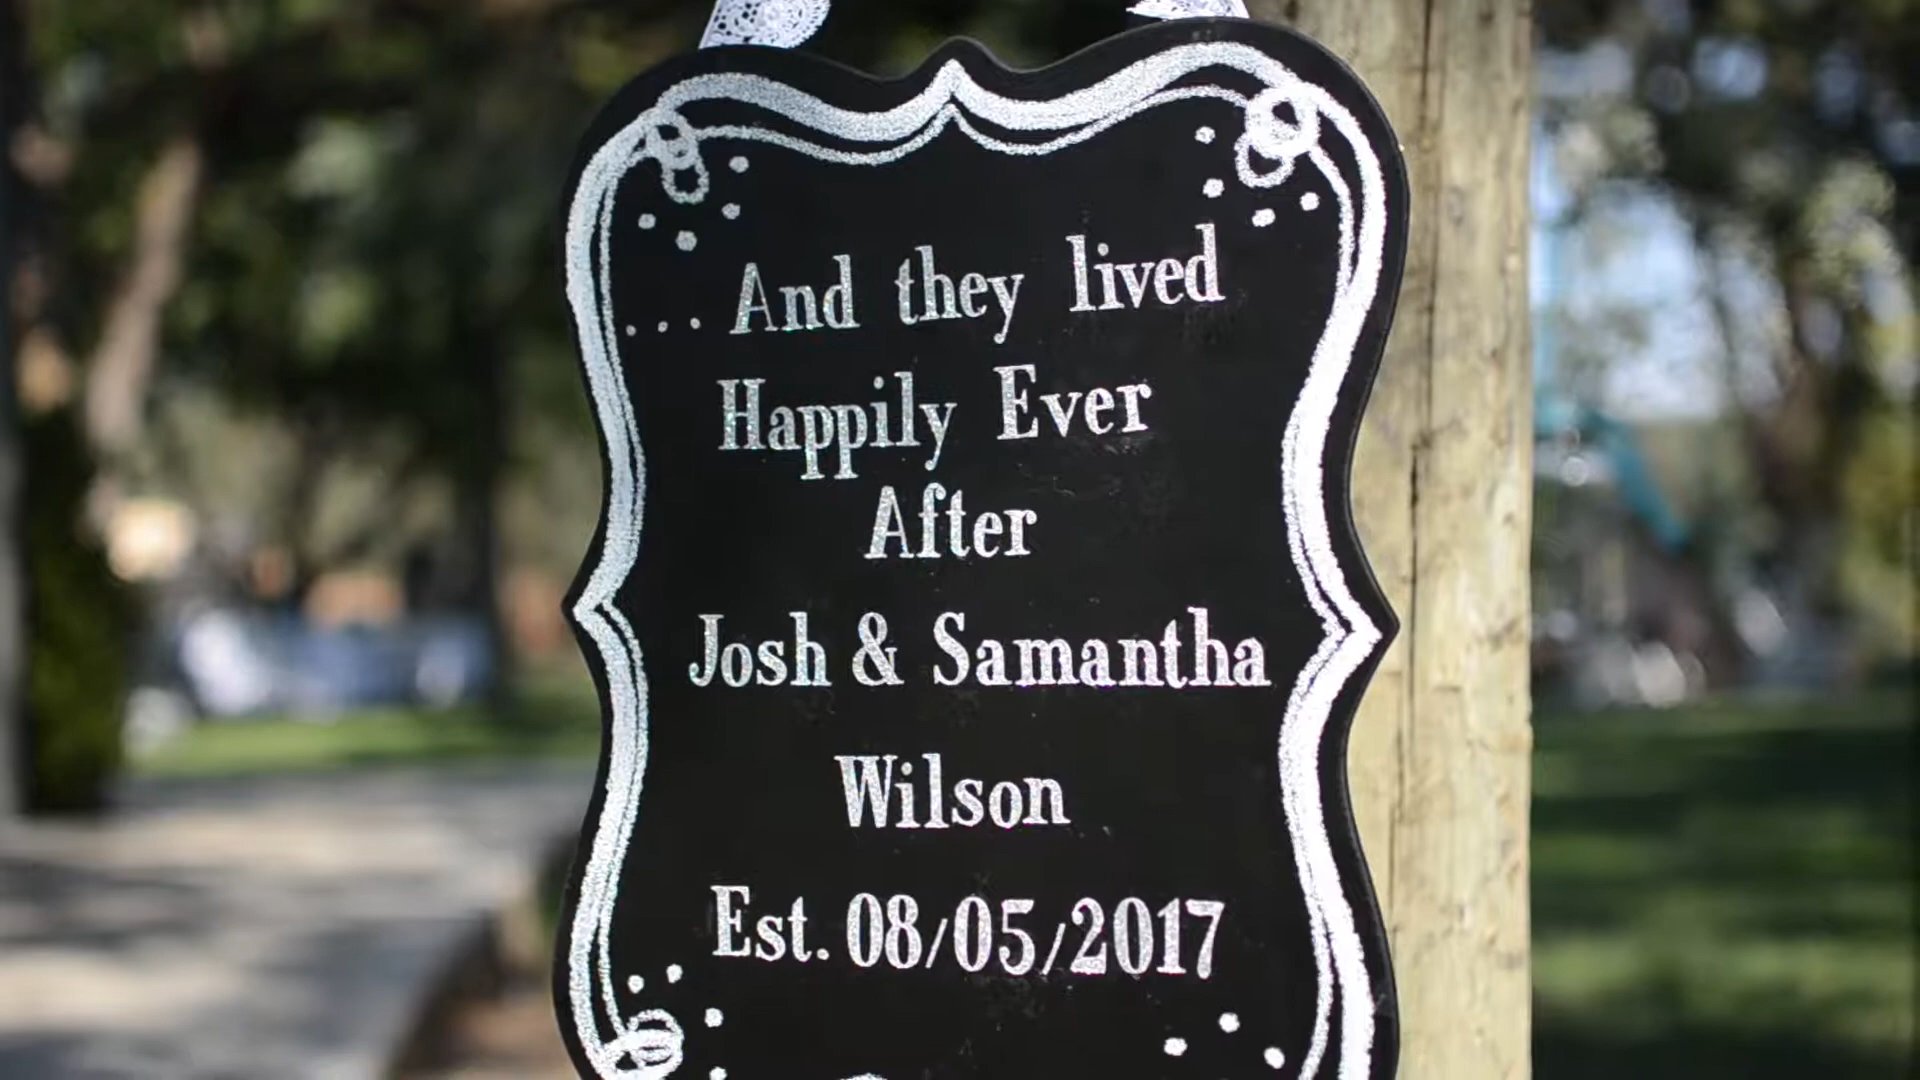 ... And they lived
Happily Ever
After
Josh & Samantha
Wilson
Est. 08/05/2017